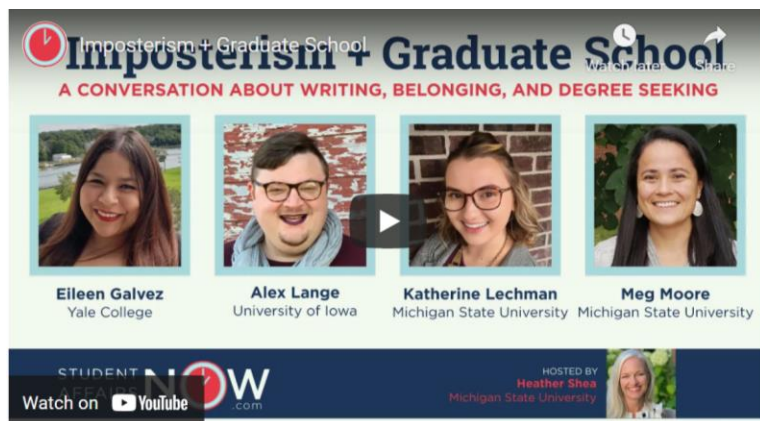 Imposterism + Graduate School
Imposterism + Graduate School
Watch later
Share
A CONVERSATION ABOUT WRITING, BELONGING, AND DEGREE SEEKING
Eileen Galvez
Yale College
Alex Lange
University of Iowa
Katherine Lechman
Michigan State University
Meg Moore
Michigan State University
STUDENT
AFFAIRS
NOW
.com
HOSTED BY
Heather Shea
Michigan State University
Watch on YouTube